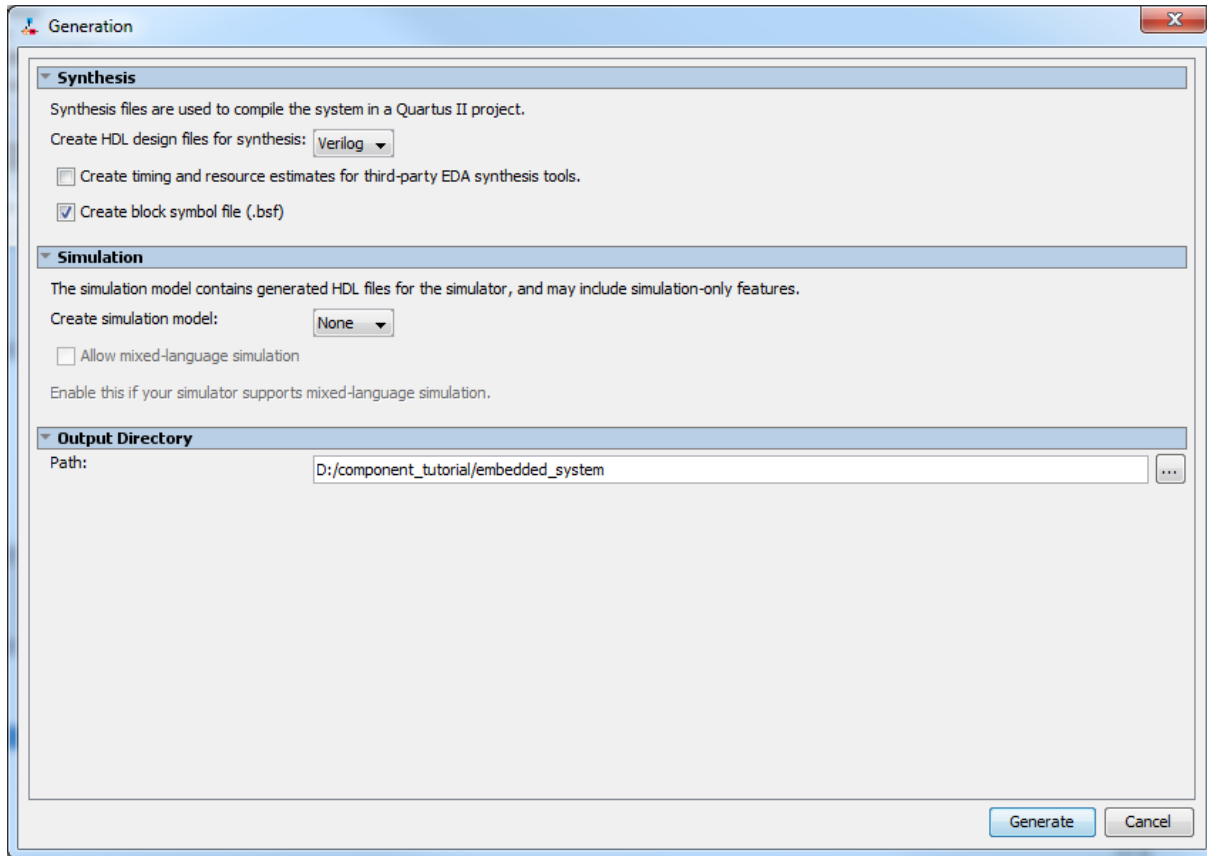 Generation
Synthesis
Synthesis files are used to compile the system in a Quartus II project.
Create HDL design files for synthesis: Verilog
Create timing and resource estimates for third-party EDA synthesis tools.
Create block symbol file (.bsf)
Simulation
The simulation model contains generated HDL files for the simulator, and may include simulation-only features.
Create simulation model: None
Allow mixed-language simulation
Enable this if your simulator supports mixed-language simulation.
Output Directory
Path: D:/component_tutorial/embedded_system ...
Generate Cancel